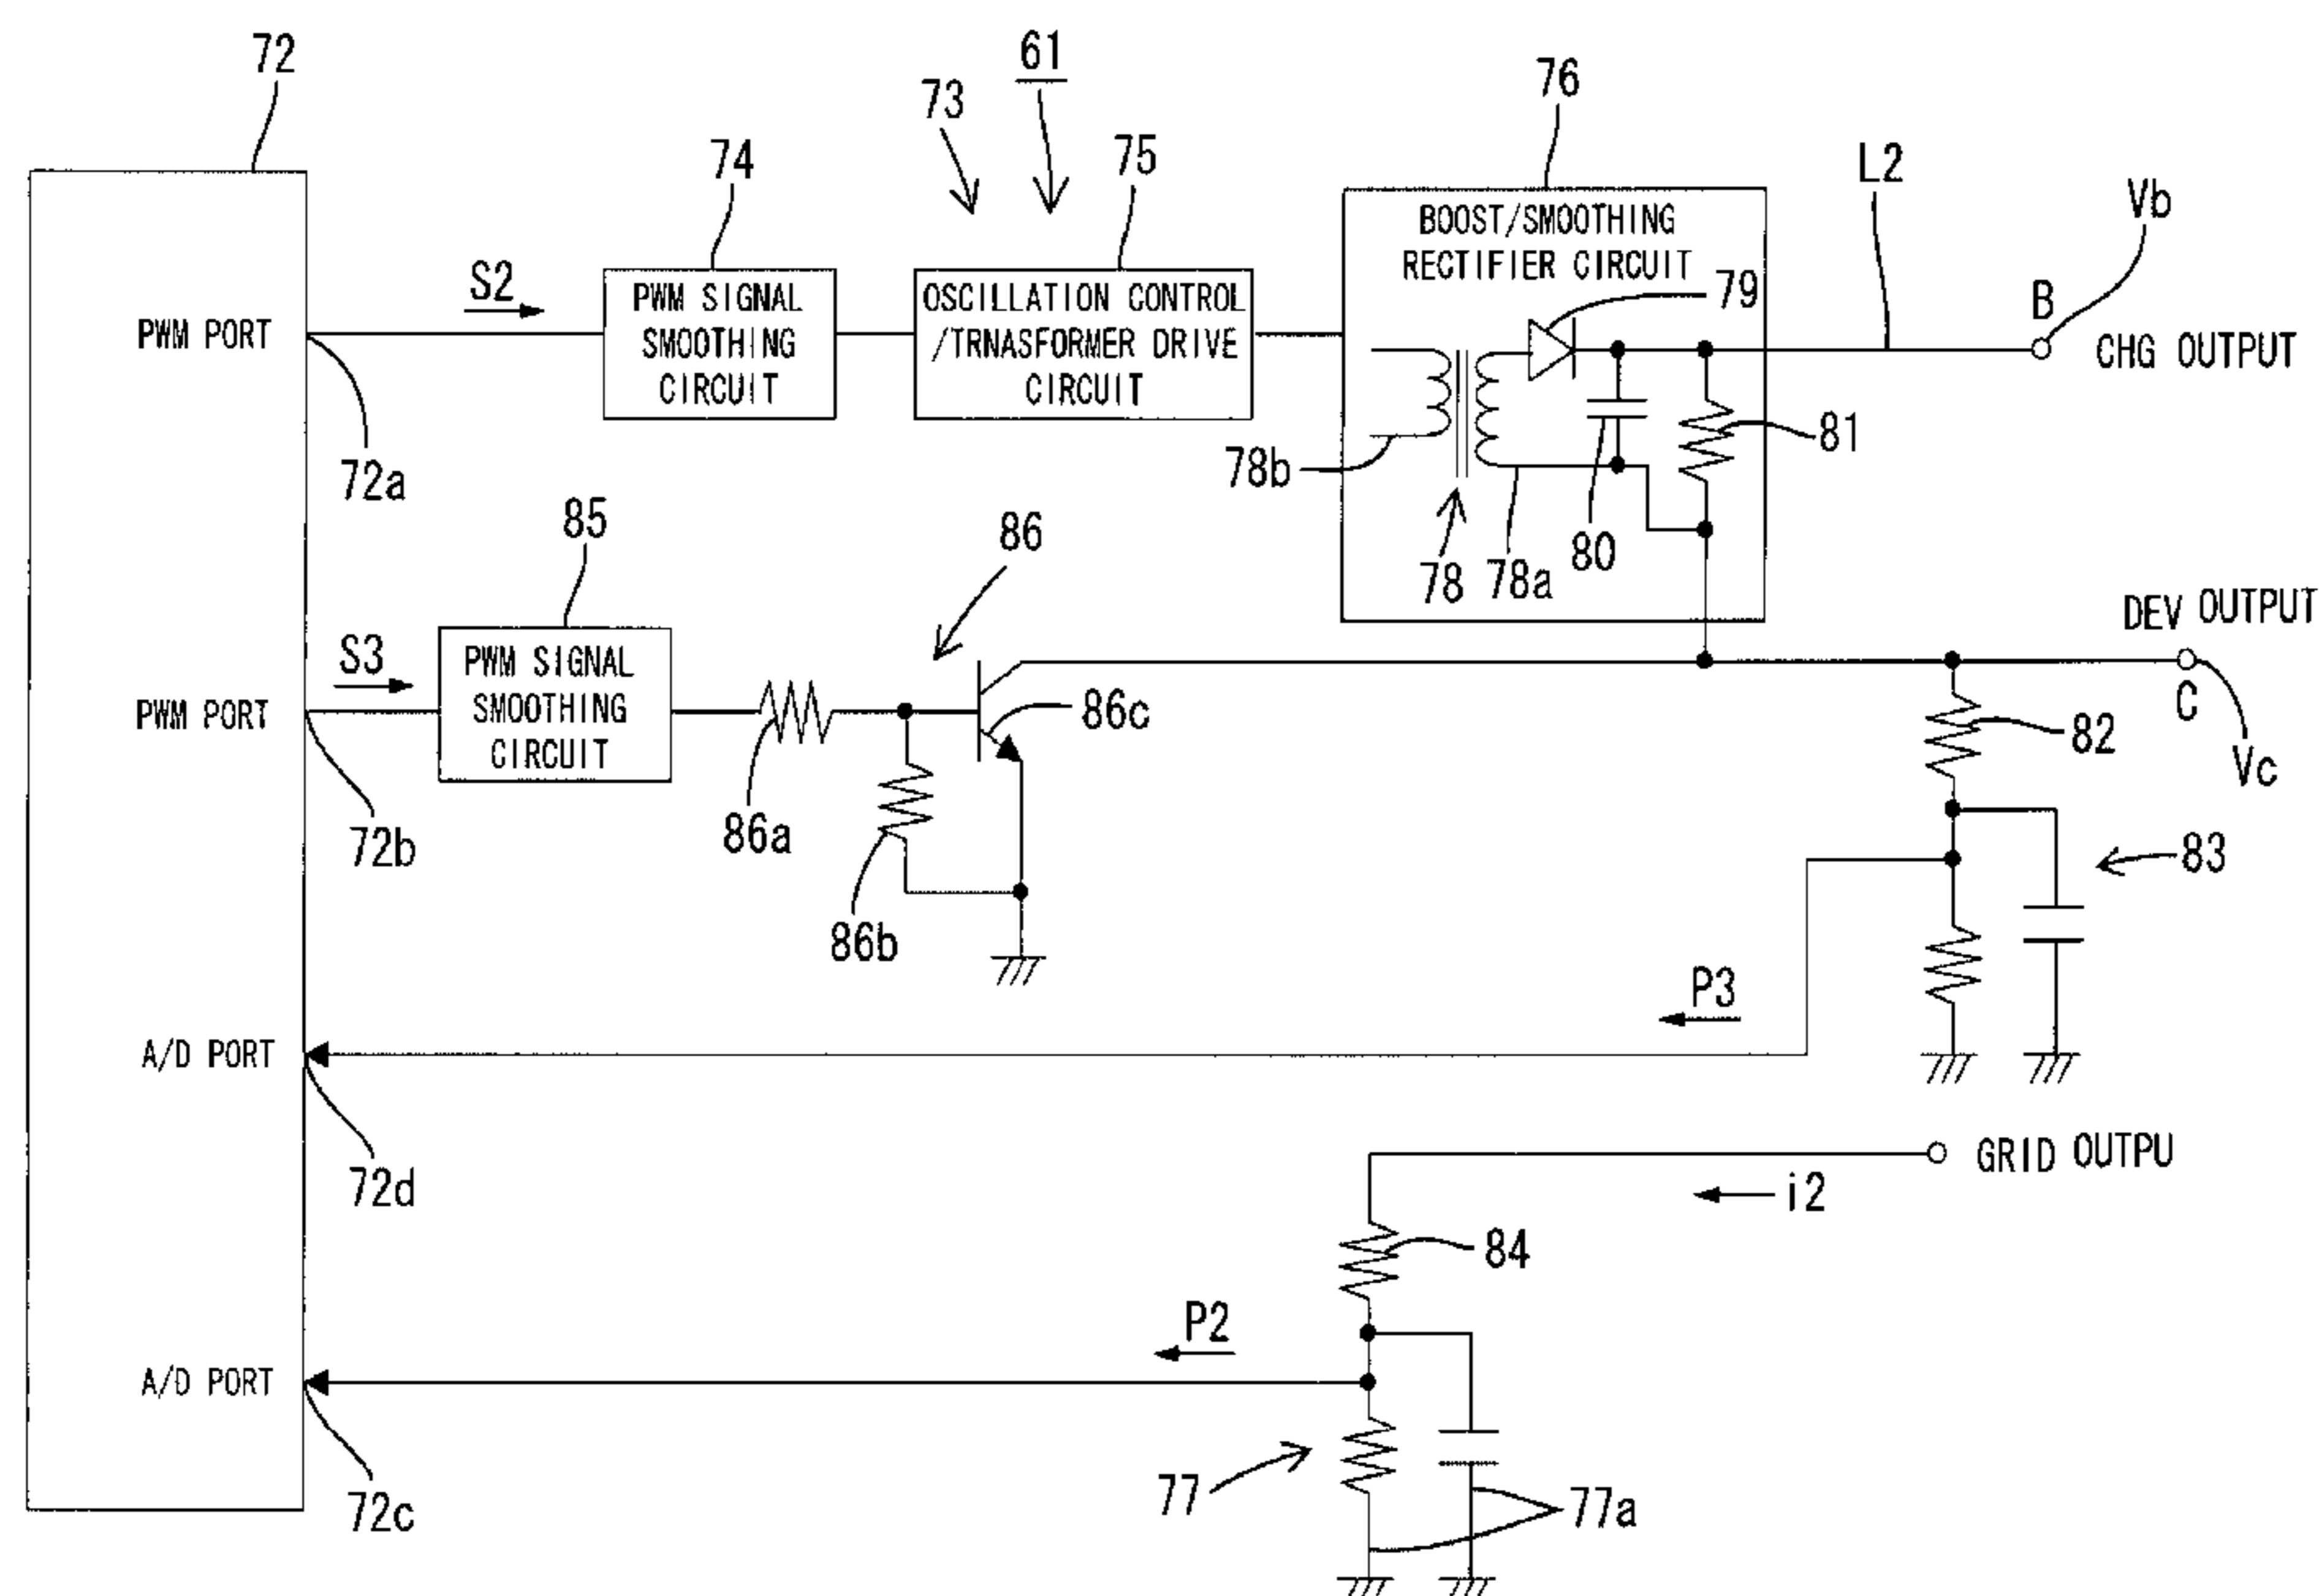 72
61
73
76
74
75
L2
Vb
BOOST/SMOOTHING
RECTIFIER CIRCUIT
79
S2
PWM SIGNAL
SMOOTHING
CIRCUIT
OSCILLATION CONTROL
/TRNASFORMER DRIVE
CIRCUIT
B
CHG OUTPUT
PWM PORT
72a
78b
81
85
86
78
78a
80
DEV OUTPUT
S3
PWM SIGNAL
SMOOTHING
CIRCUIT
PWM PORT
86c
C
82
Vc
72b
86a
83
86b
P3
A/D PORT
72d
GRID OUTPU
i2
84
P2
A/D PORT
72c
77
77a